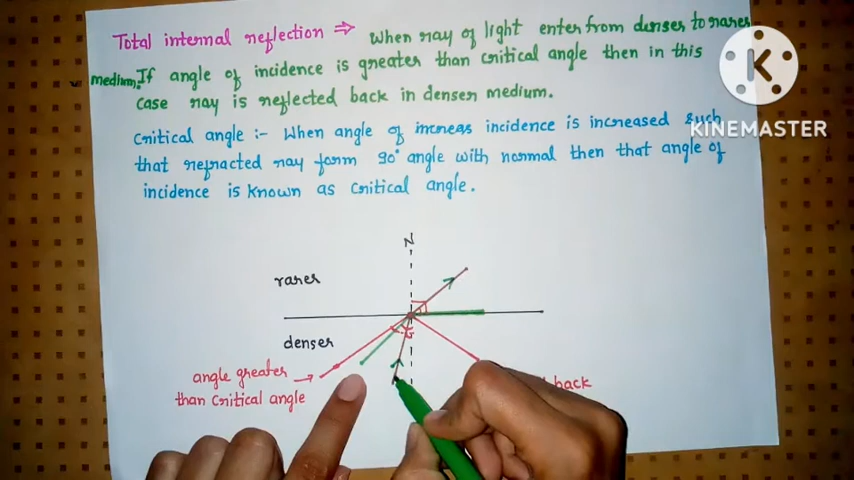 Total internal reflection ⇒ When ray of light enter from denser to rarer
medium, If angle of incidence is greater than critical angle then in this
case ray is reflected back in denser medium.
Critical angle :- When angle of increas incidence is increased such
that refracted ray form 90° angle with normal then that angle of
incidence is known as critical angle.
K
KINEMASTER
N
rarer
denser
angle greater →
than critical angle
back